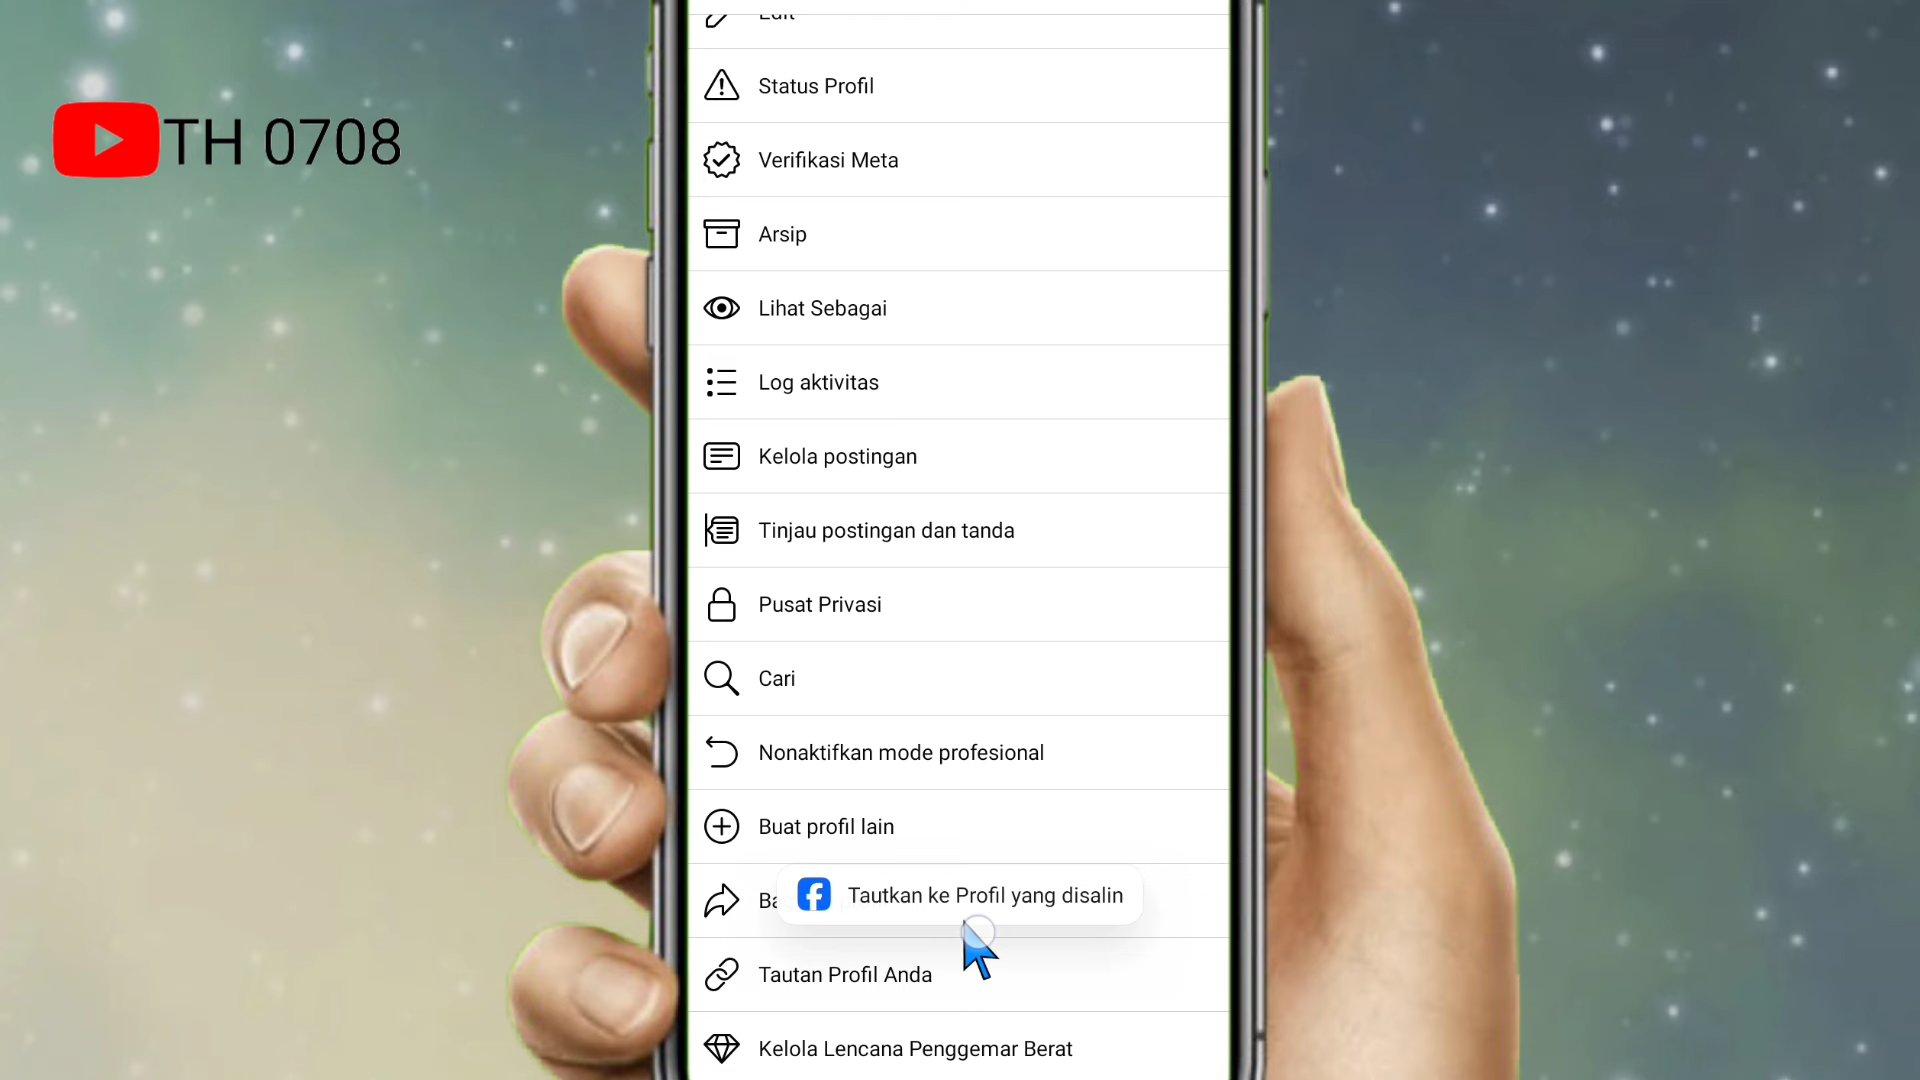 TH 0708
Edit
Status Profil
Verifikasi Meta
Arsip
Lihat Sebagai
Log aktivitas
Kelola postingan
Tinjau postingan dan tanda
Pusat Privasi
Cari
Nonaktifkan mode profesional
Buat profil lain
Tautkan ke Profil yang disalin
Tautan Profil Anda
Kelola Lencana Penggemar Berat